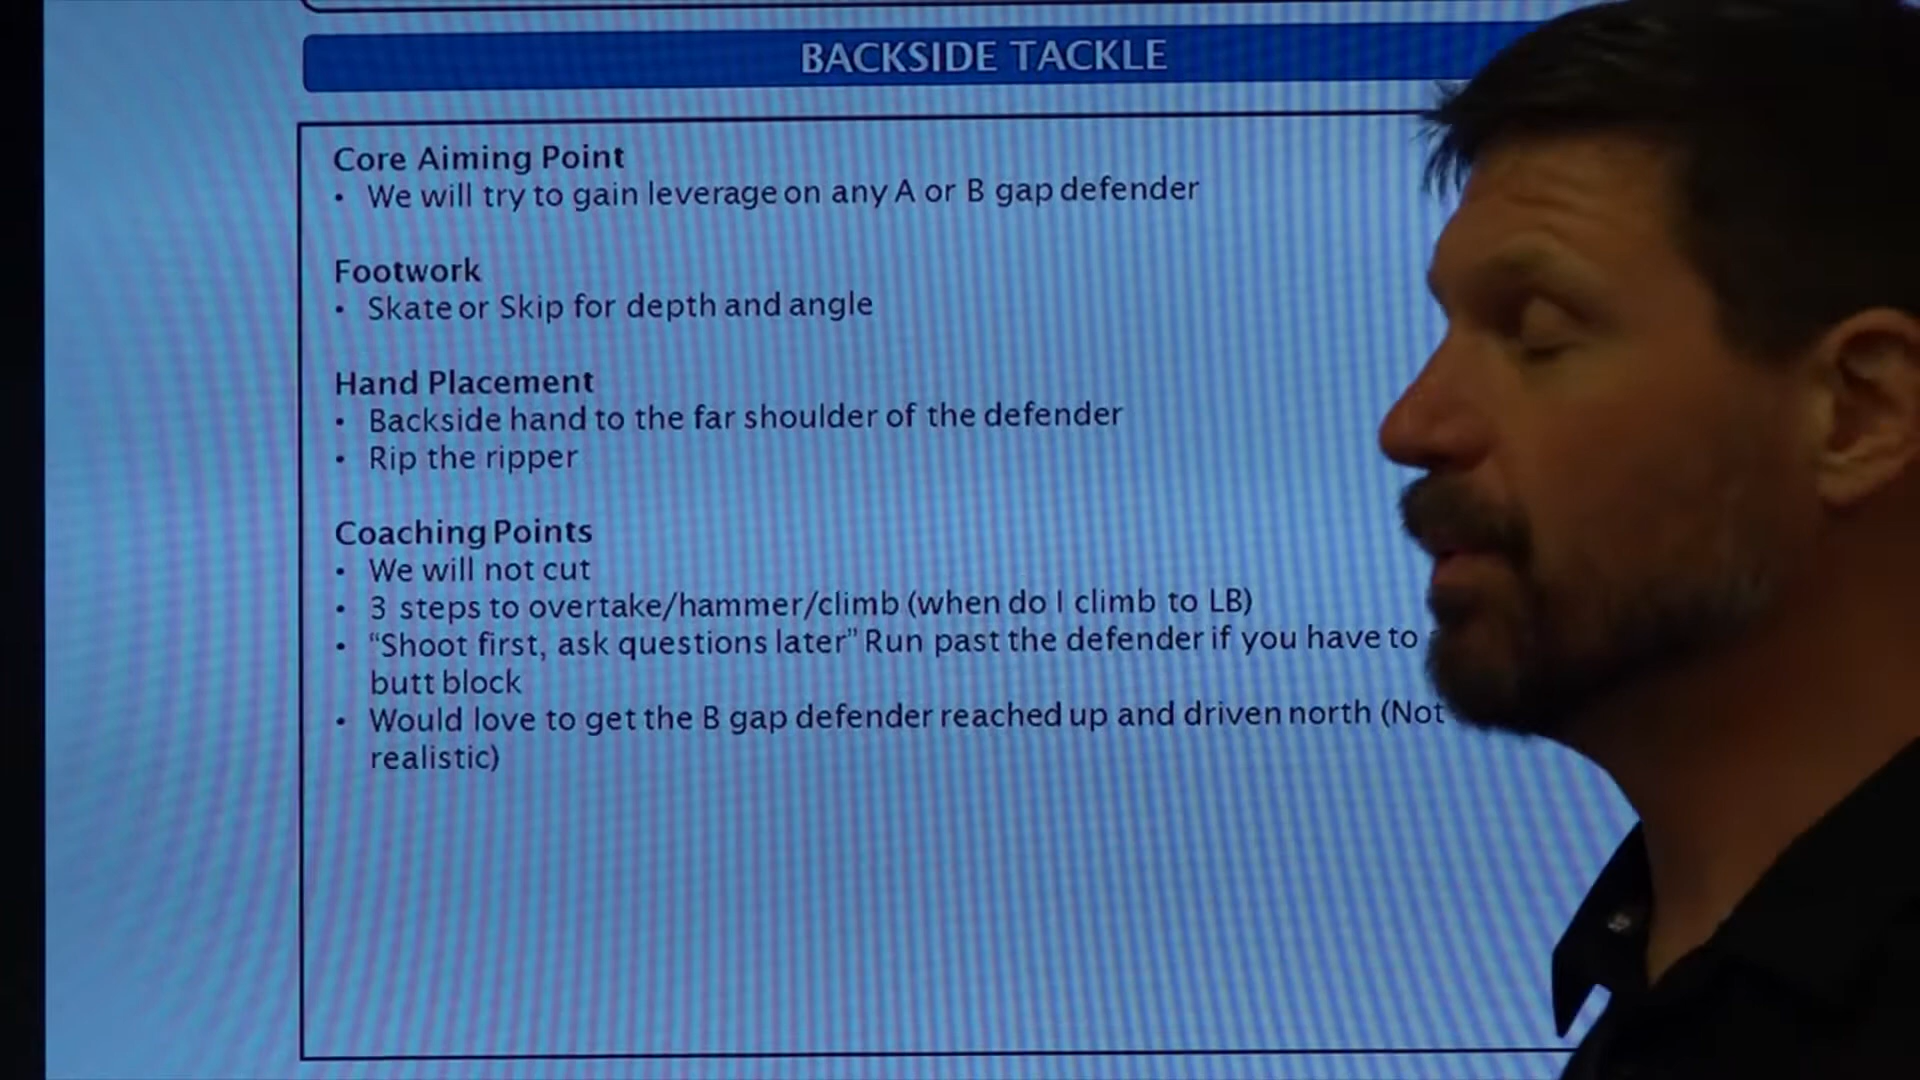 BACKSIDE TACKLE
Core Aiming Point
• We will try to gain leverage on any A or B gap defender
Footwork
• Skate or Skip for depth and angle
Hand Placement
• Backside hand to the far shoulder of the defender
• Rip the ripper
Coaching Points
• We will not cut
• 3 steps to overtake/hammer/climb (when do I climb to LB)
• “Shoot first, ask questions later” Run past the defender if you have to
butt block
• Would love to get the B gap defender reached up and driven north (Not
realistic)